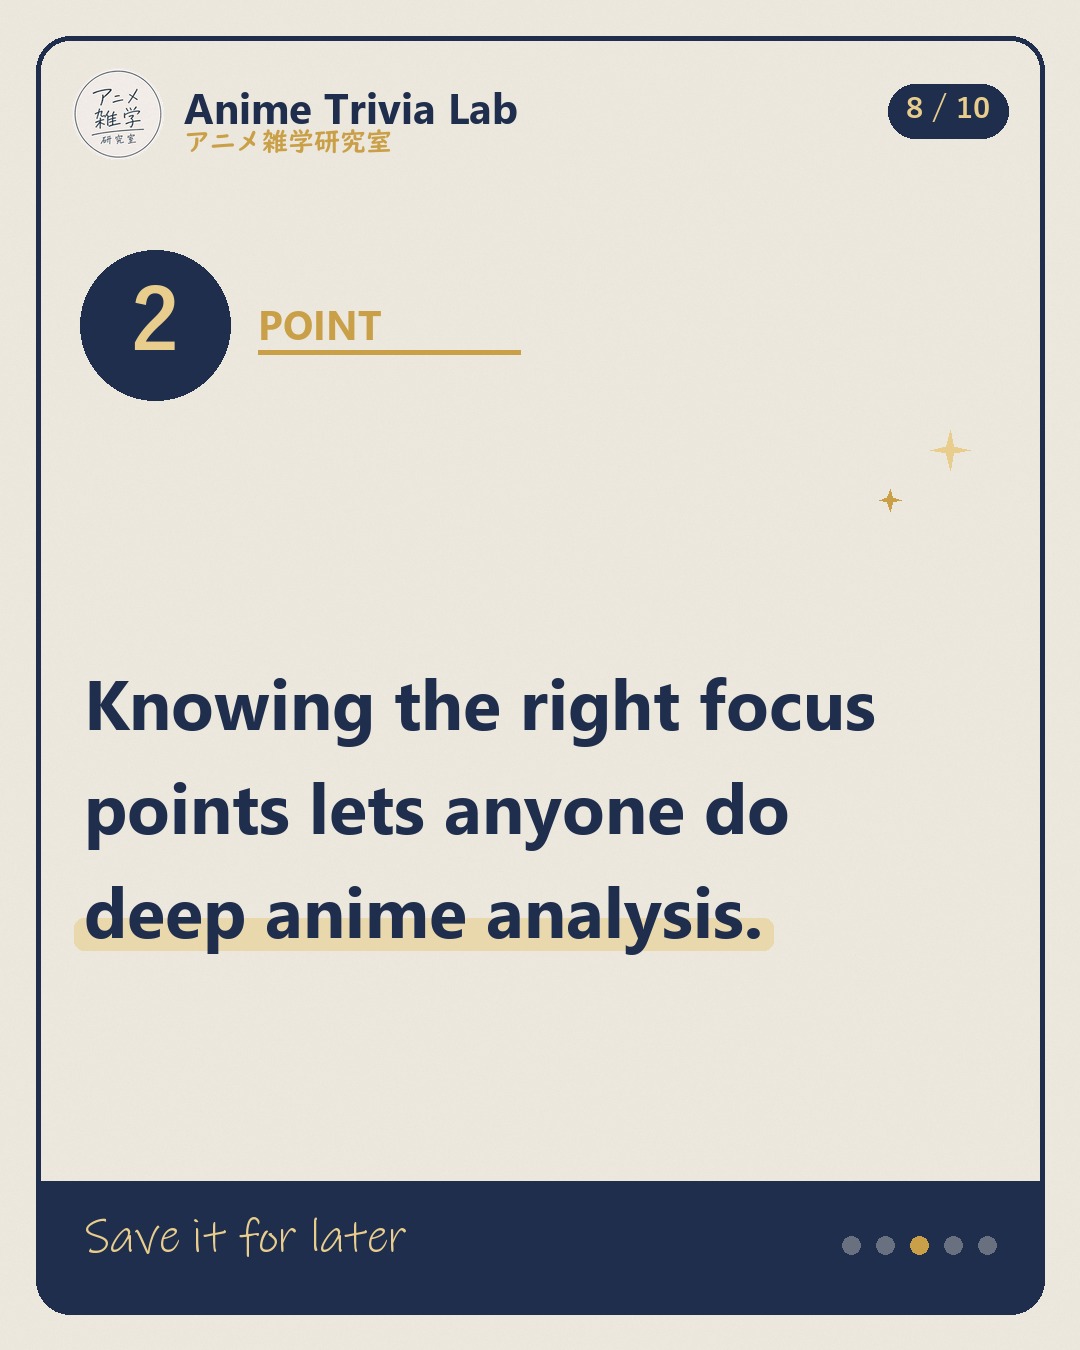 アニメ
雑学
研究室
Anime Trivia Lab
アニメ雑学研究室
8 / 10
2
POINT
Knowing the right focus
points lets anyone do
deep anime analysis.
Save it for later